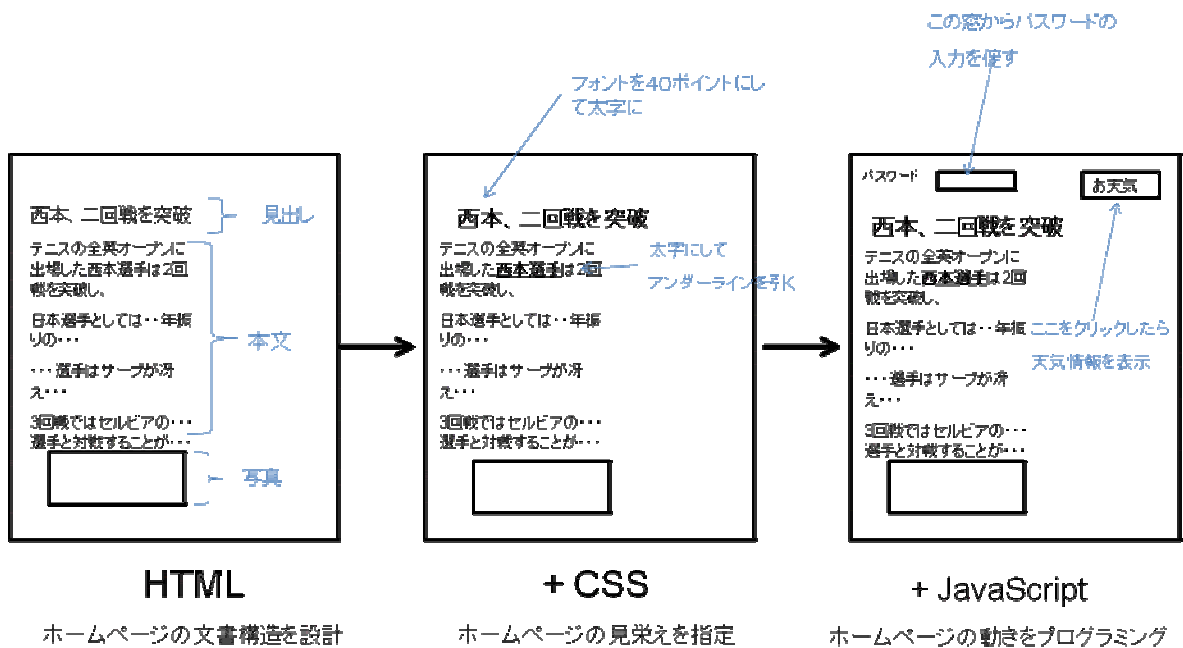 この窓からパスワードの
入力を促す
フォントを40ポイントにし
て太字に
西本、二回戦を突破
見出し
テニスの全英オープンに
出場した西本選手は2回
戦を突破し、
日本選手としては・・年振
りの・・・
・・・選手はサーブが冴
え・・・
3回戦ではセルビアの・・・
選手と対戦することが・・・
本文
写真
HTML
ホームページの文書構造を設計
西本、二回戦を突破
テニスの全英オープンに
出場した西本選手は2回
戦を突破し、
日本選手としては・・年振
りの・・・
・・・選手はサーブが冴
え・・・
3回戦ではセルビアの・・・
選手と対戦することが・・・
太字にして
アンダーラインを引く
+ CSS
ホームページの見栄えを指定
パスワード
お天気
西本、二回戦を突破
テニスの全英オープンに
出場した西本選手は2回
戦を突破し、
日本選手としては・・年振
りの・・・
・・・選手はサーブが冴
え・・・
3回戦ではセルビアの・・・
選手と対戦することが・・・
ここをクリックしたら
天気情報を表示
+ JavaScript
ホームページの動きをプログラミング